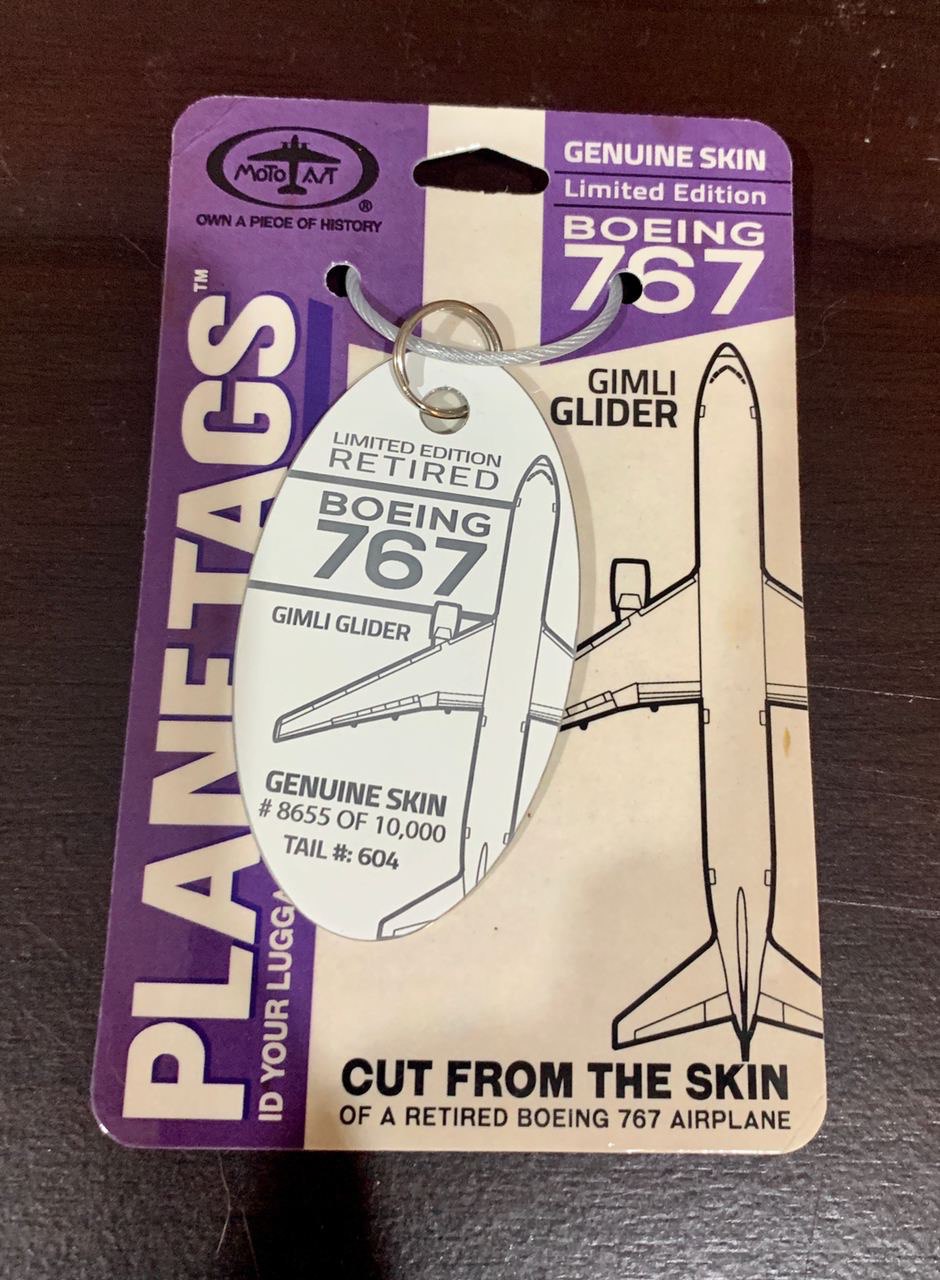 MOTO ART
®
OWN A PIECE OF HISTORY
GENUINE SKIN
Limited Edition
BOEING
767
GIMLI
GLIDER
PLANETAGS™
ID YOUR LUGGA
LIMITED EDITION
RETIRED
BOEING
767
GIMLI GLIDER
GENUINE SKIN
# 8655 OF 10,000
TAIL #: 604
CUT FROM THE SKIN
OF A RETIRED BOEING 767 AIRPLANE